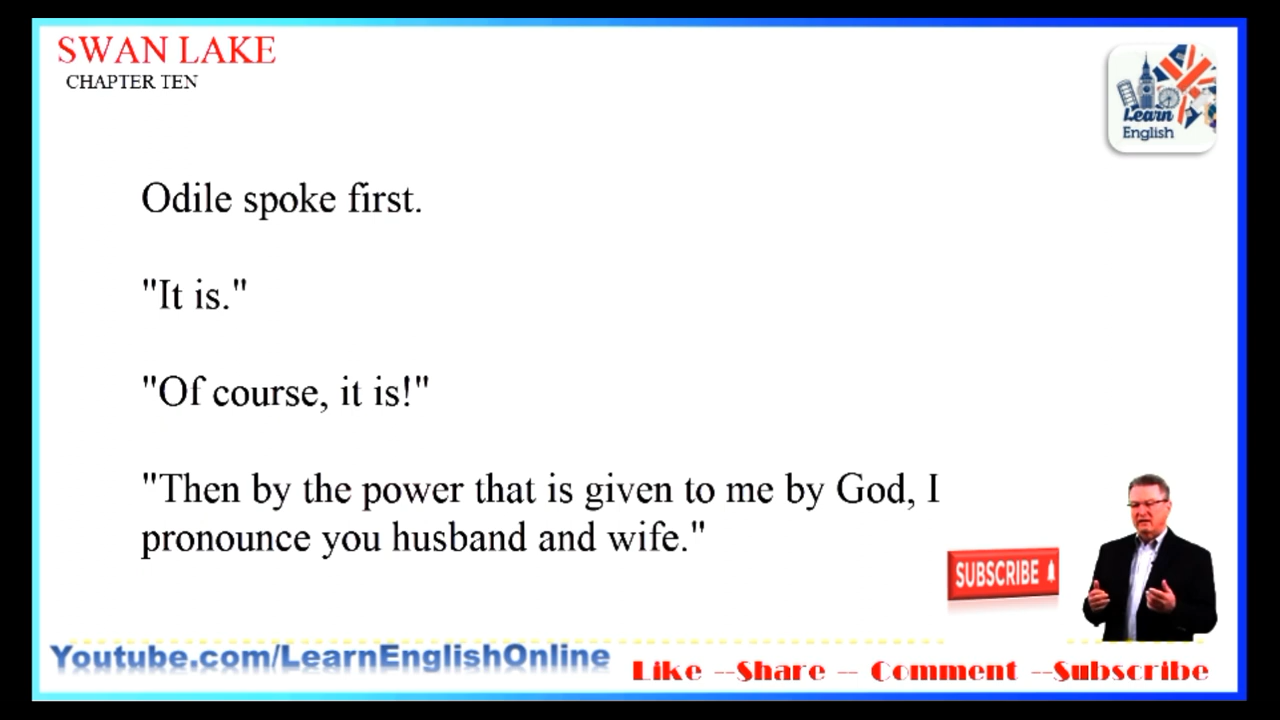 SWAN LAKE
CHAPTER TEN
Learn
English
Odile spoke first.
"It is."
"Of course, it is!"
"Then by the power that is given to me by God, I
pronounce you husband and wife."
SUBSCRIBE
Youtube.com/LearnEnglishOnline
Like --Share -- Comment --Subscribe